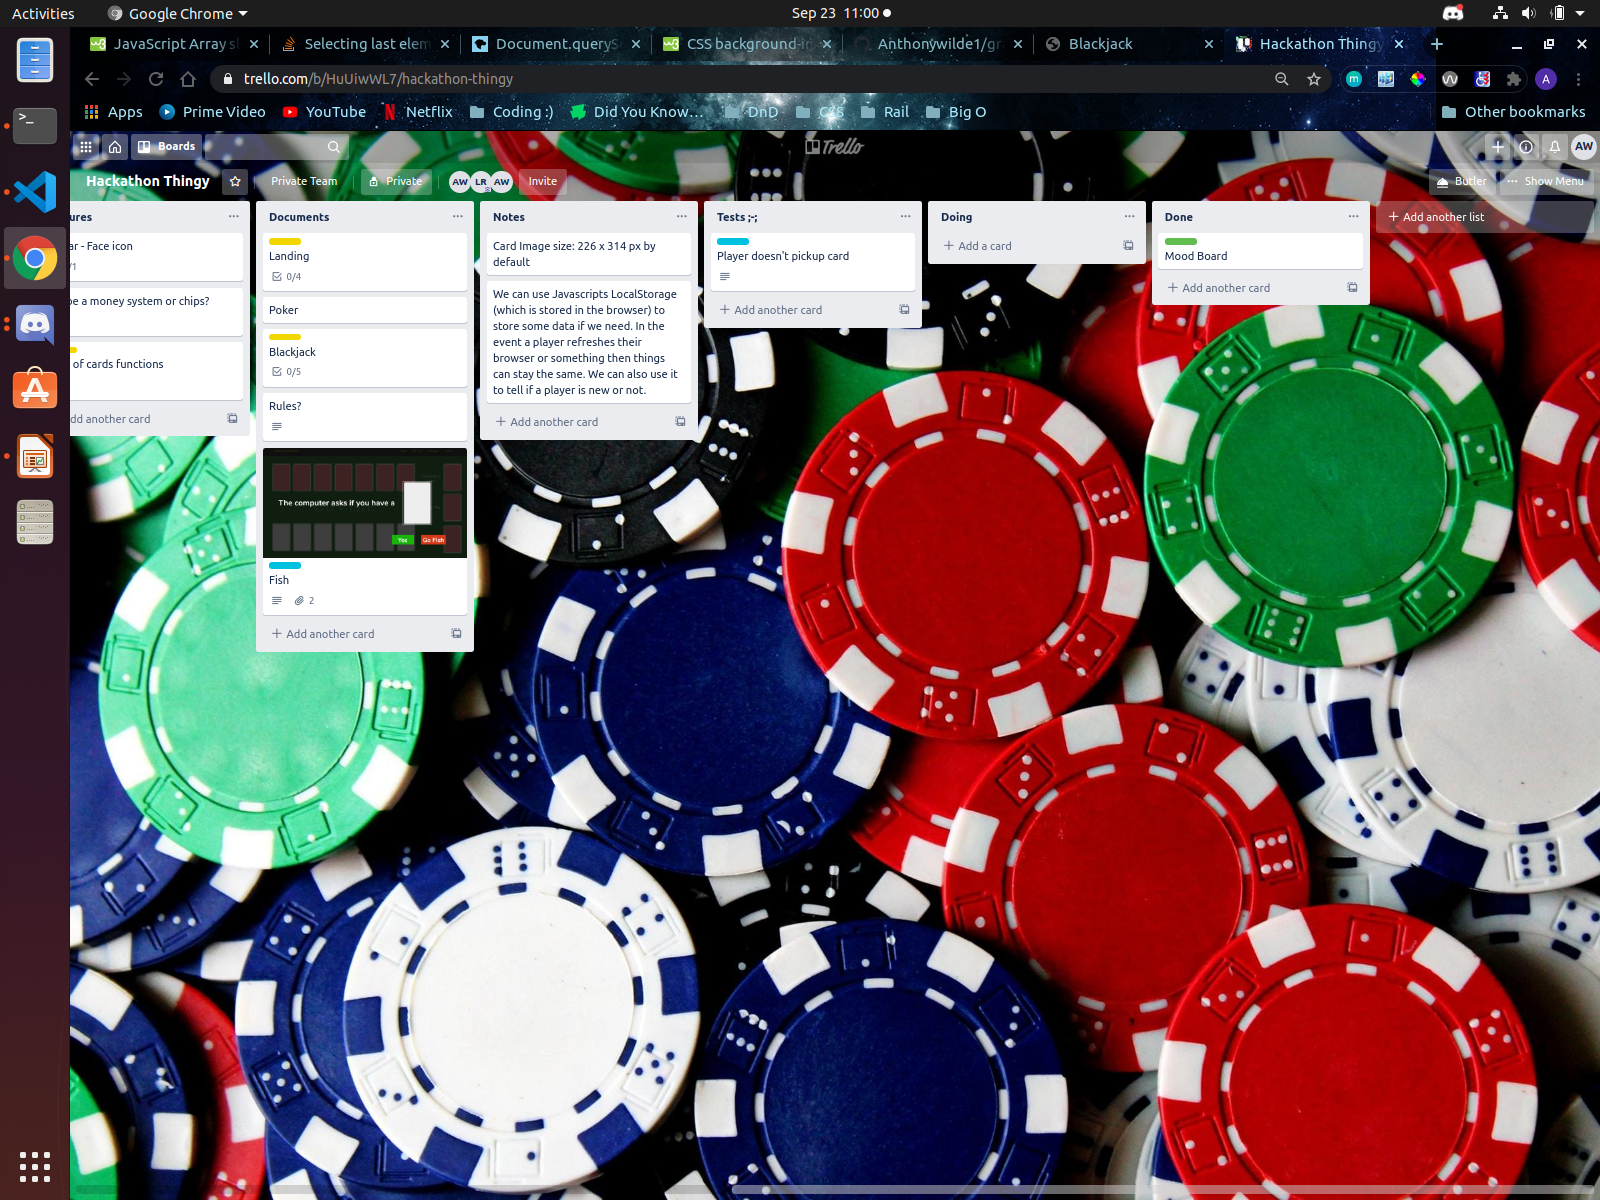 Activities
Google Chrome
Sep 23 11:00
JavaScript Array s
Selecting last elem
Document.queryS
CSS background-i
Anthonywilde1/gr
Blackjack
Hackathon Thingy
trello.com/b/HuUiwWL7/hackathon-thingy
Apps
Prime Video
YouTube
Netflix
Coding :)
Did You Know...
DnD
CSS
Rail
Big O
Other bookmarks
Boards
Trello
AW
Hackathon Thingy
Private Team
Private
AW
LR
AW
Invite
Butler
Show Menu
ures
ar - Face icon
/1
be a money system or chips?
of cards functions
dd another card
Documents
Landing
0/4
Poker
Blackjack
0/5
Rules?
The computer asks if you have a
Yes
Go Fish
Fish
2
+ Add another card
Notes
Card Image size: 226 x 314 px by
default
We can use Javascripts LocalStorage
(which is stored in the browser) to
store some data if we need. In the
event a player refreshes their
browser or something then things
can stay the same. We can also use it
to tell if a player is new or not.
+ Add another card
Tests ;-;
Player doesn't pickup card
+ Add another card
Doing
+ Add a card
Done
Mood Board
+ Add another card
+ Add another list